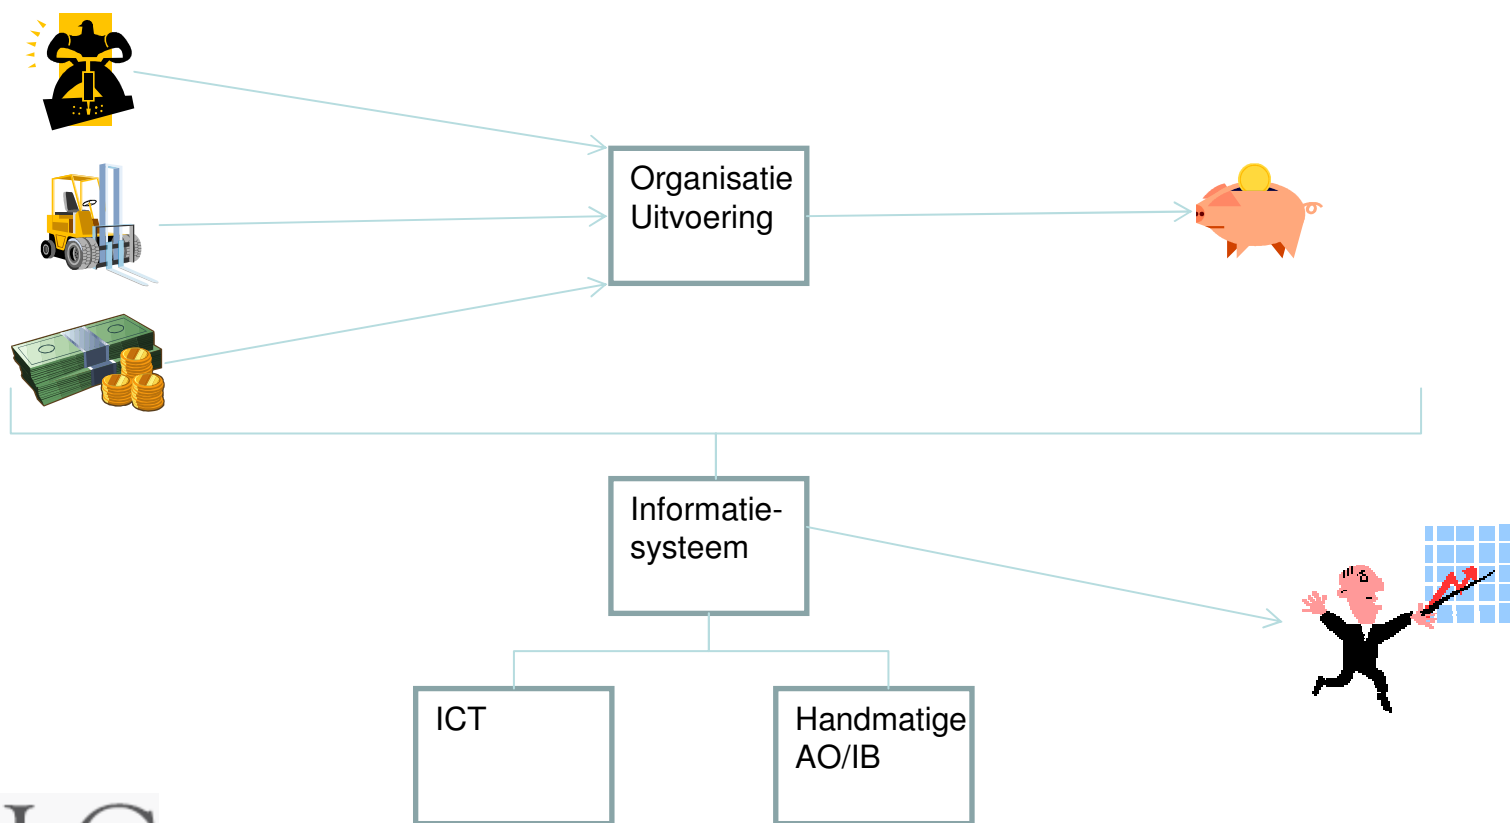 Organisatie
Uitvoering
Informatie-
systeem
ICT
Handmatige
AO/IB